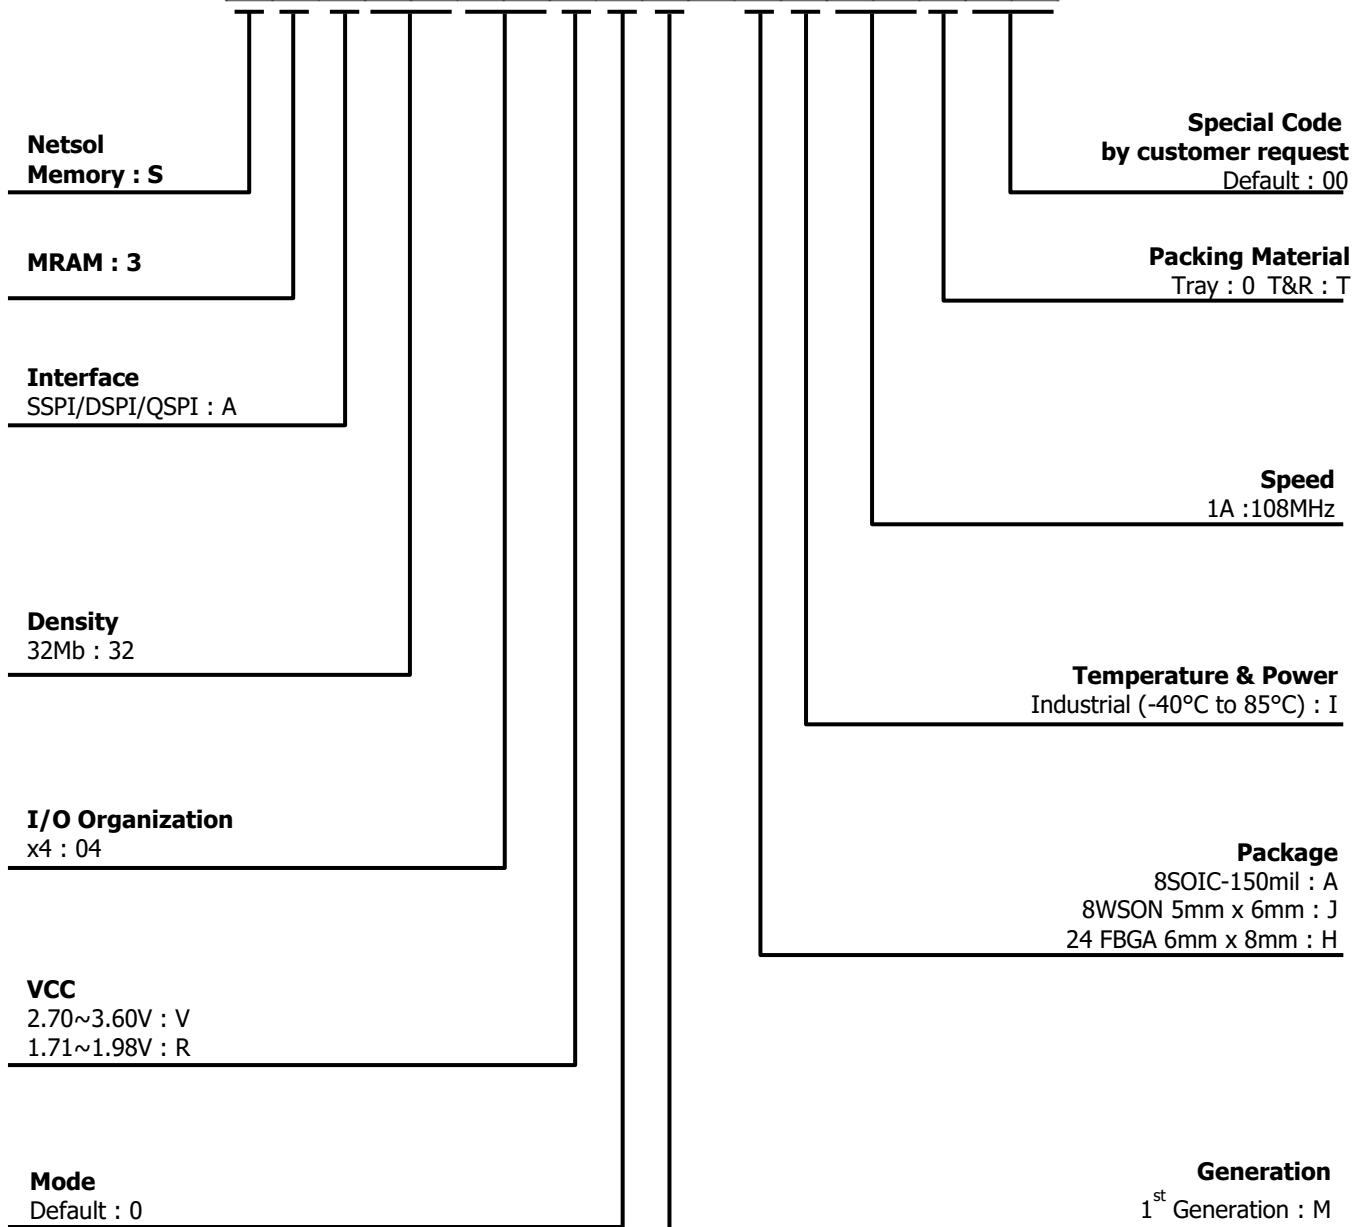 Netsol
Memory : S
MRAM : 3
Interface
SSPI/DSPI/QSPI : A
Density
32Mb : 32
I/O Organization
x4 : 04
VCC
2.70~3.60V : V
1.71~1.98V : R
Mode
Default : 0
Special Code
by customer request
Default : 00
Packing Material
Tray : 0 T&R : T
Speed
1A :108MHz
Temperature & Power
Industrial (-40°C to 85°C) : I
Package
8SOIC-150mil : A
8WSON 5mm x 6mm : J
24 FBGA 6mm x 8mm : H
Generation
1st Generation : M